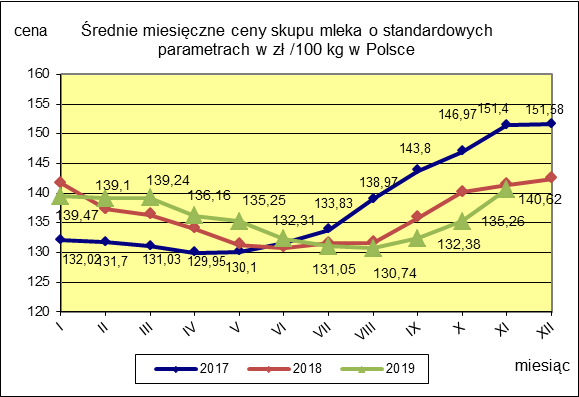 cena
Średnie miesięczne ceny skupu mleka o standardowych
parametrach w zł /100 kg w Polsce
160
155
150
145
140
135
130
125
120
151,4
151,58
146,97
143,8
138,97
133,83
139,1
139,24
136,16
135,25
132,31
139,47
140,62
135,26
132,38
132,02
131,7
131,03
129,95
130,1
131,05
130,74
I
II
III
IV
V
VI
VII
VIII
IX
X
XI
XII
miesiąc
2017
2018
2019